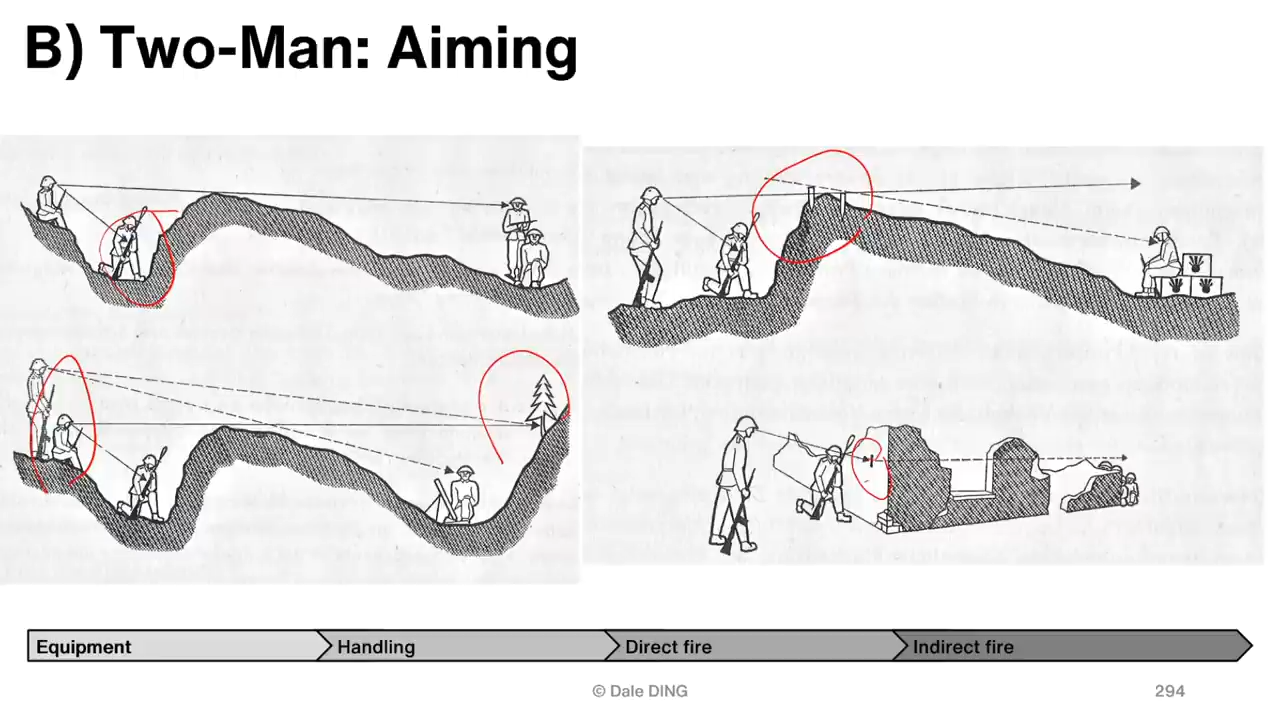 B) Two-Man: Aiming
Equipment
Handling
Direct fire
Indirect fire
© Dale DING
294